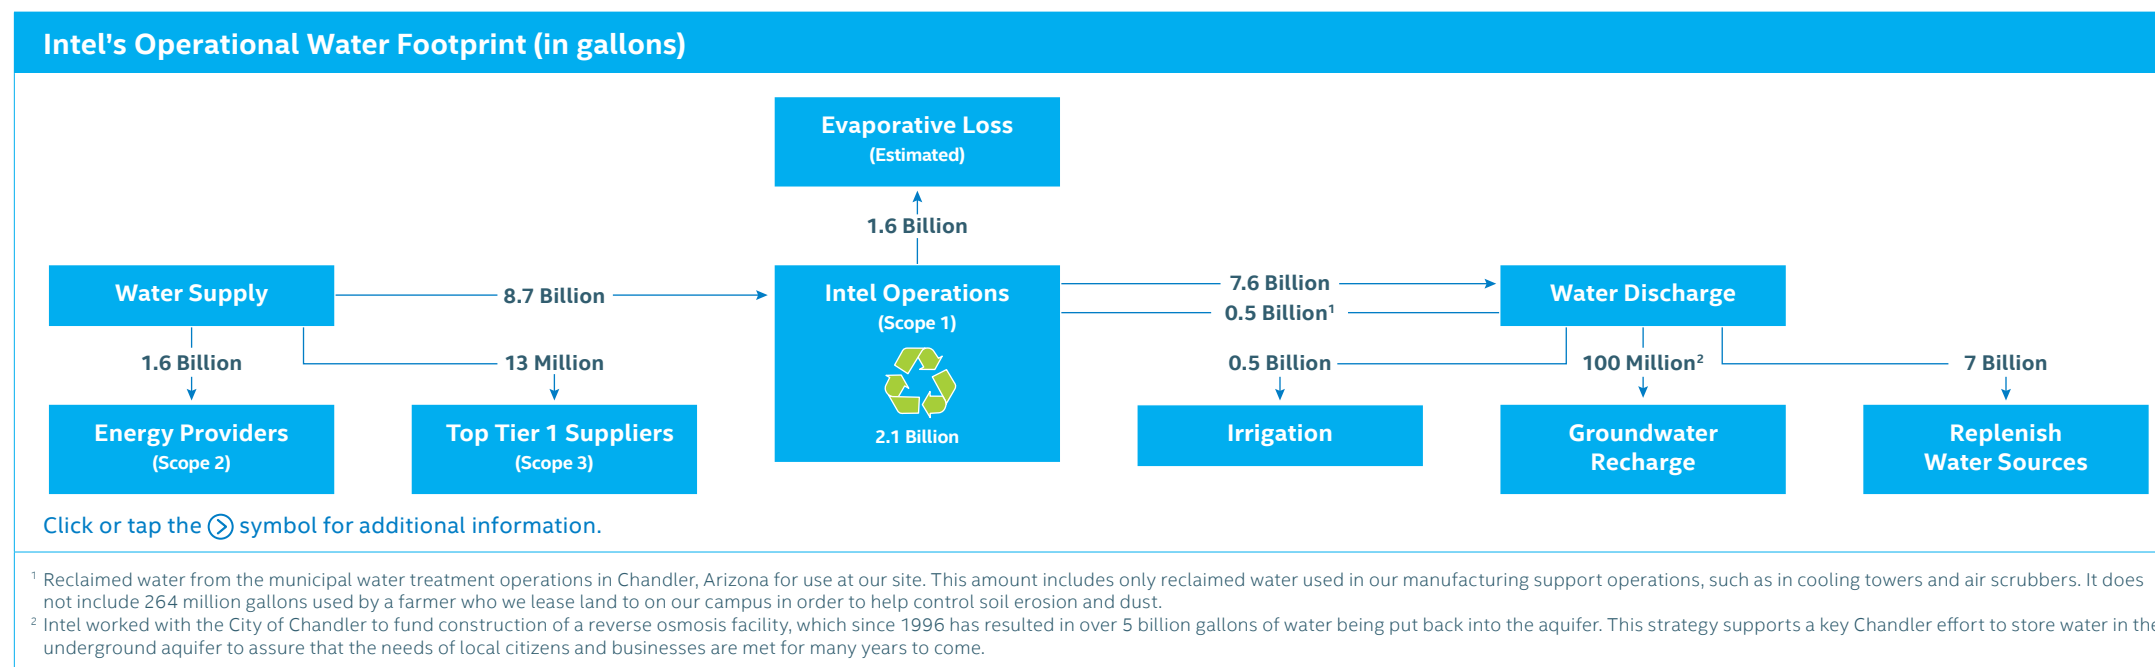 Intel's Operational Water Footprint (in gallons)
Evaporative Loss
(Estimated)
1.6 Billion
Water Supply
8.7 Billion
Intel Operations
(Scope 1)
2.1 Billion
7.6 Billion
0.5 Billion¹
Water Discharge
1.6 Billion
13 Million
0.5 Billion
100 Million²
7 Billion
Energy Providers
(Scope 2)
Top Tier 1 Suppliers
(Scope 3)
Irrigation
Groundwater
Recharge
Replenish
Water Sources
Click or tap the symbol for additional information.
¹ Reclaimed water from the municipal water treatment operations in Chandler, Arizona for use at our site. This amount includes only reclaimed water used in our manufacturing support operations, such as in cooling towers and air scrubbers. It does
not include 264 million gallons used by a farmer who we lease land to on our campus in order to help control soil erosion and dust.
² Intel worked with the City of Chandler to fund construction of a reverse osmosis facility, which since 1996 has resulted in over 5 billion gallons of water being put back into the aquifer. This strategy supports a key Chandler effort to store water in the
underground aquifer to assure that the needs of local citizens and businesses are met for many years to come.